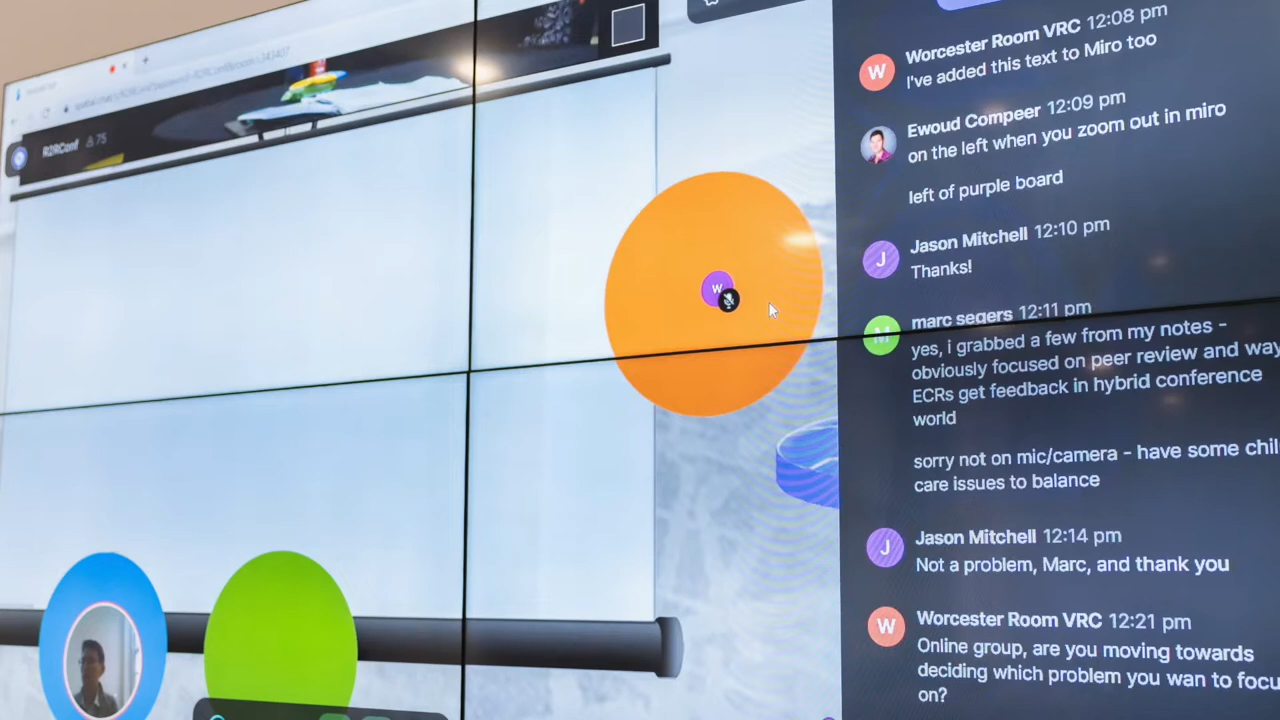 R2RConf 75
W
Worcester Room VRC 12:08 pm
W
I've added this text to Miro too
Ewoud Compeer 12:09 pm
on the left when you zoom out in miro
left of purple board
Jason Mitchell 12:10 pm
J
Thanks!
marc segers 12:11 pm
M
yes, i grabbed a few from my notes -
obviously focused on peer review and way
ECRs get feedback in hybrid conference
world
sorry not on mic/camera - have some chil
care issues to balance
Jason Mitchell 12:14 pm
J
Not a problem, Marc, and thank you
Worcester Room VRC 12:21 pm
W
Online group, are you moving towards
deciding which problem you wan to focu
on?